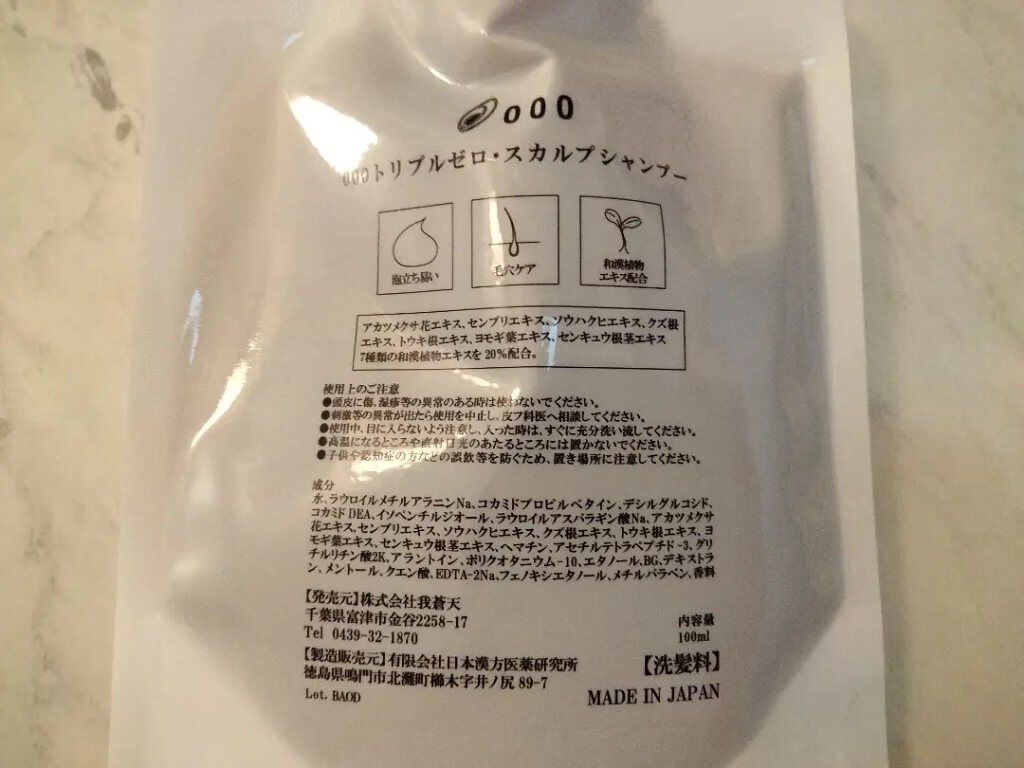 000
000トリプルゼロ・スカルプシャンプー
泡立ち易い
毛穴ケア
和漢植物
エキス配合
アカツメクサ花エキス、センブリエキス、ソウハクヒエキス、クズ根
エキス、トウキ根エキス、ヨモギ葉エキス、センキュウ根茎エキス
7種類の和漢植物エキスを20%配合。
使用上のご注意
●頭皮に傷、湿疹等の異常のある時は使わないでください。
●刺激等の異常が出たら使用を中止し、皮フ科医へ相談してください。
●使用中、目に入らないよう注意し、入った時は、すぐに充分洗い流してください。
●高温になるところや直射日光のあたるところには置かないでください。
●子供や認知症の方などの誤飲等を防ぐため、置き場所に注意してください。
成分
水、ラウロイルメチルアラニンNa、コカミドプロピルベタイン、デシルグルコシド、
コカミドDEA、イソペンチルジオール、ラウロイルアスパラギン酸Na、アカツメクサ
花エキス、センブリエキス、ソウハクヒエキス、クズ根エキス、トウキ根エキス、ヨ
モギ葉エキス、センキュウ根茎エキス、ヘマチン、アセチルテトラペプチド-3、グリ
チルリチン酸2K、アラントイン、ポリクオタニウム-10、エタノール、BG、デキストラ
ン、メントール、クエン酸、EDTA-2Na、フェノキシエタノール、メチルパラベン、香料
【発売元】株式会社我蒼天
千葉県富津市金谷2258-17
Tel 0439-32-1870
内容量
100ml
【製造販売元】有限会社日本漢方医薬研究所
徳島県鳴門市北灘町櫛木字井ノ尻89-7
Lot. BAOD
【洗髪料】
MADE IN JAPAN